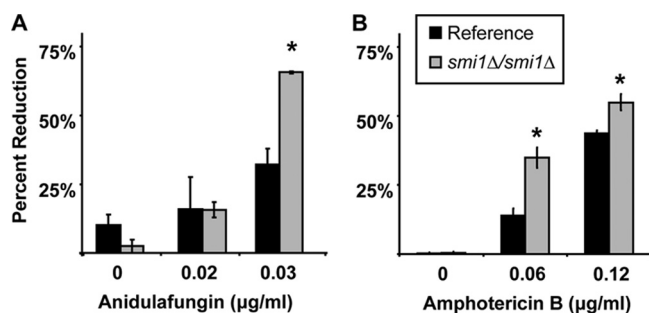 A
Percent Reduction
75%
50%
25%
*
0 0.02 0.03
Anidulafungin (µg/ml)
B
Reference
smi1Δ/smi1Δ
75%
50%
25%
*
*
0 0.06 0.12
Amphotericin B (µg/ml)